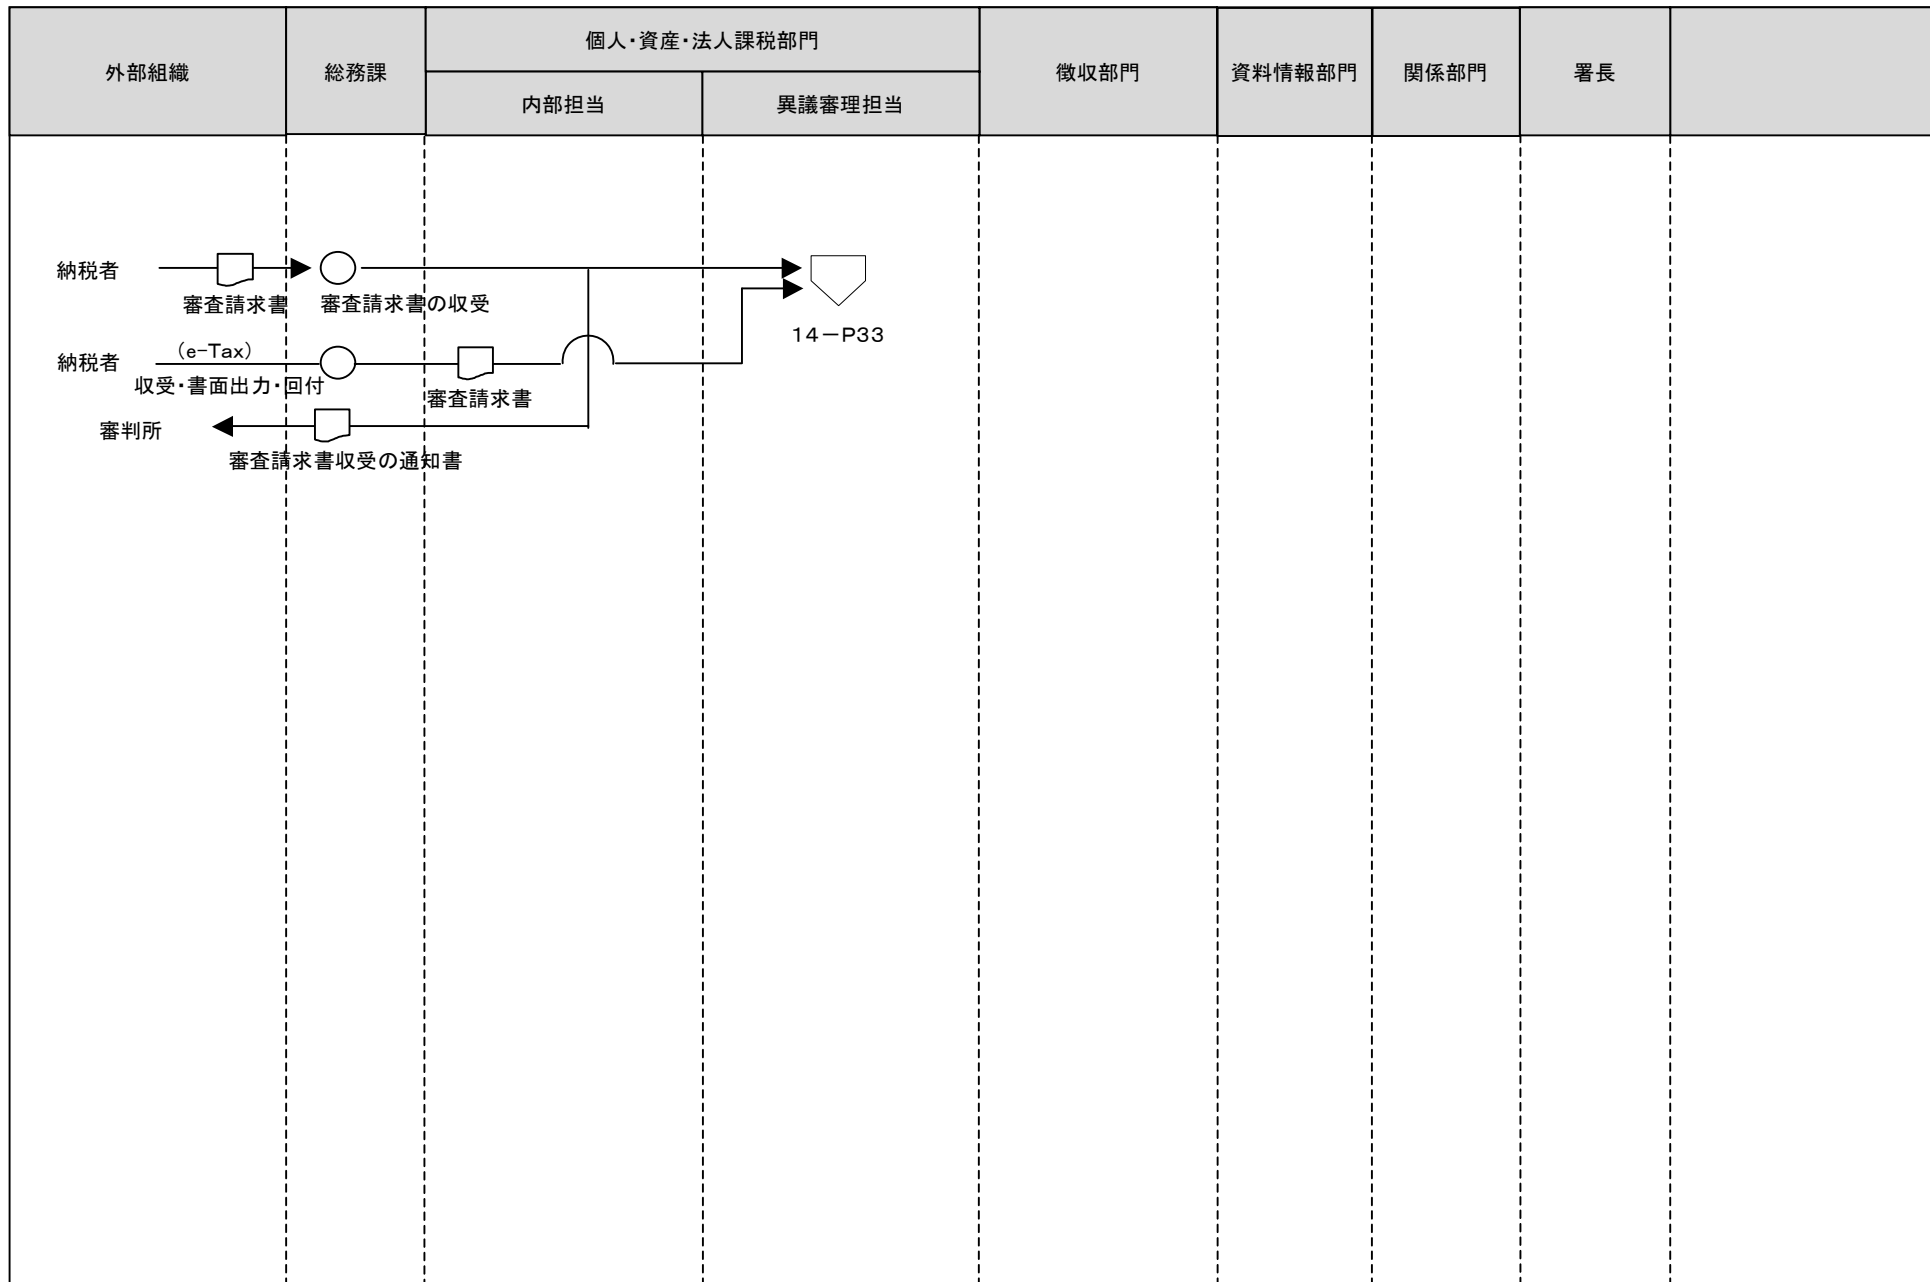 外部組織
総務課
個人・資産・法人課税部門
内部担当
異議審理担当
徴収部門
資料情報部門
関係部門
署長
納税者
審査請求書
審査請求書の収受
14－P33
納税者
（e-Tax）
収受・書面出力・回付
審査請求書
審判所
審査請求書収受の通知書